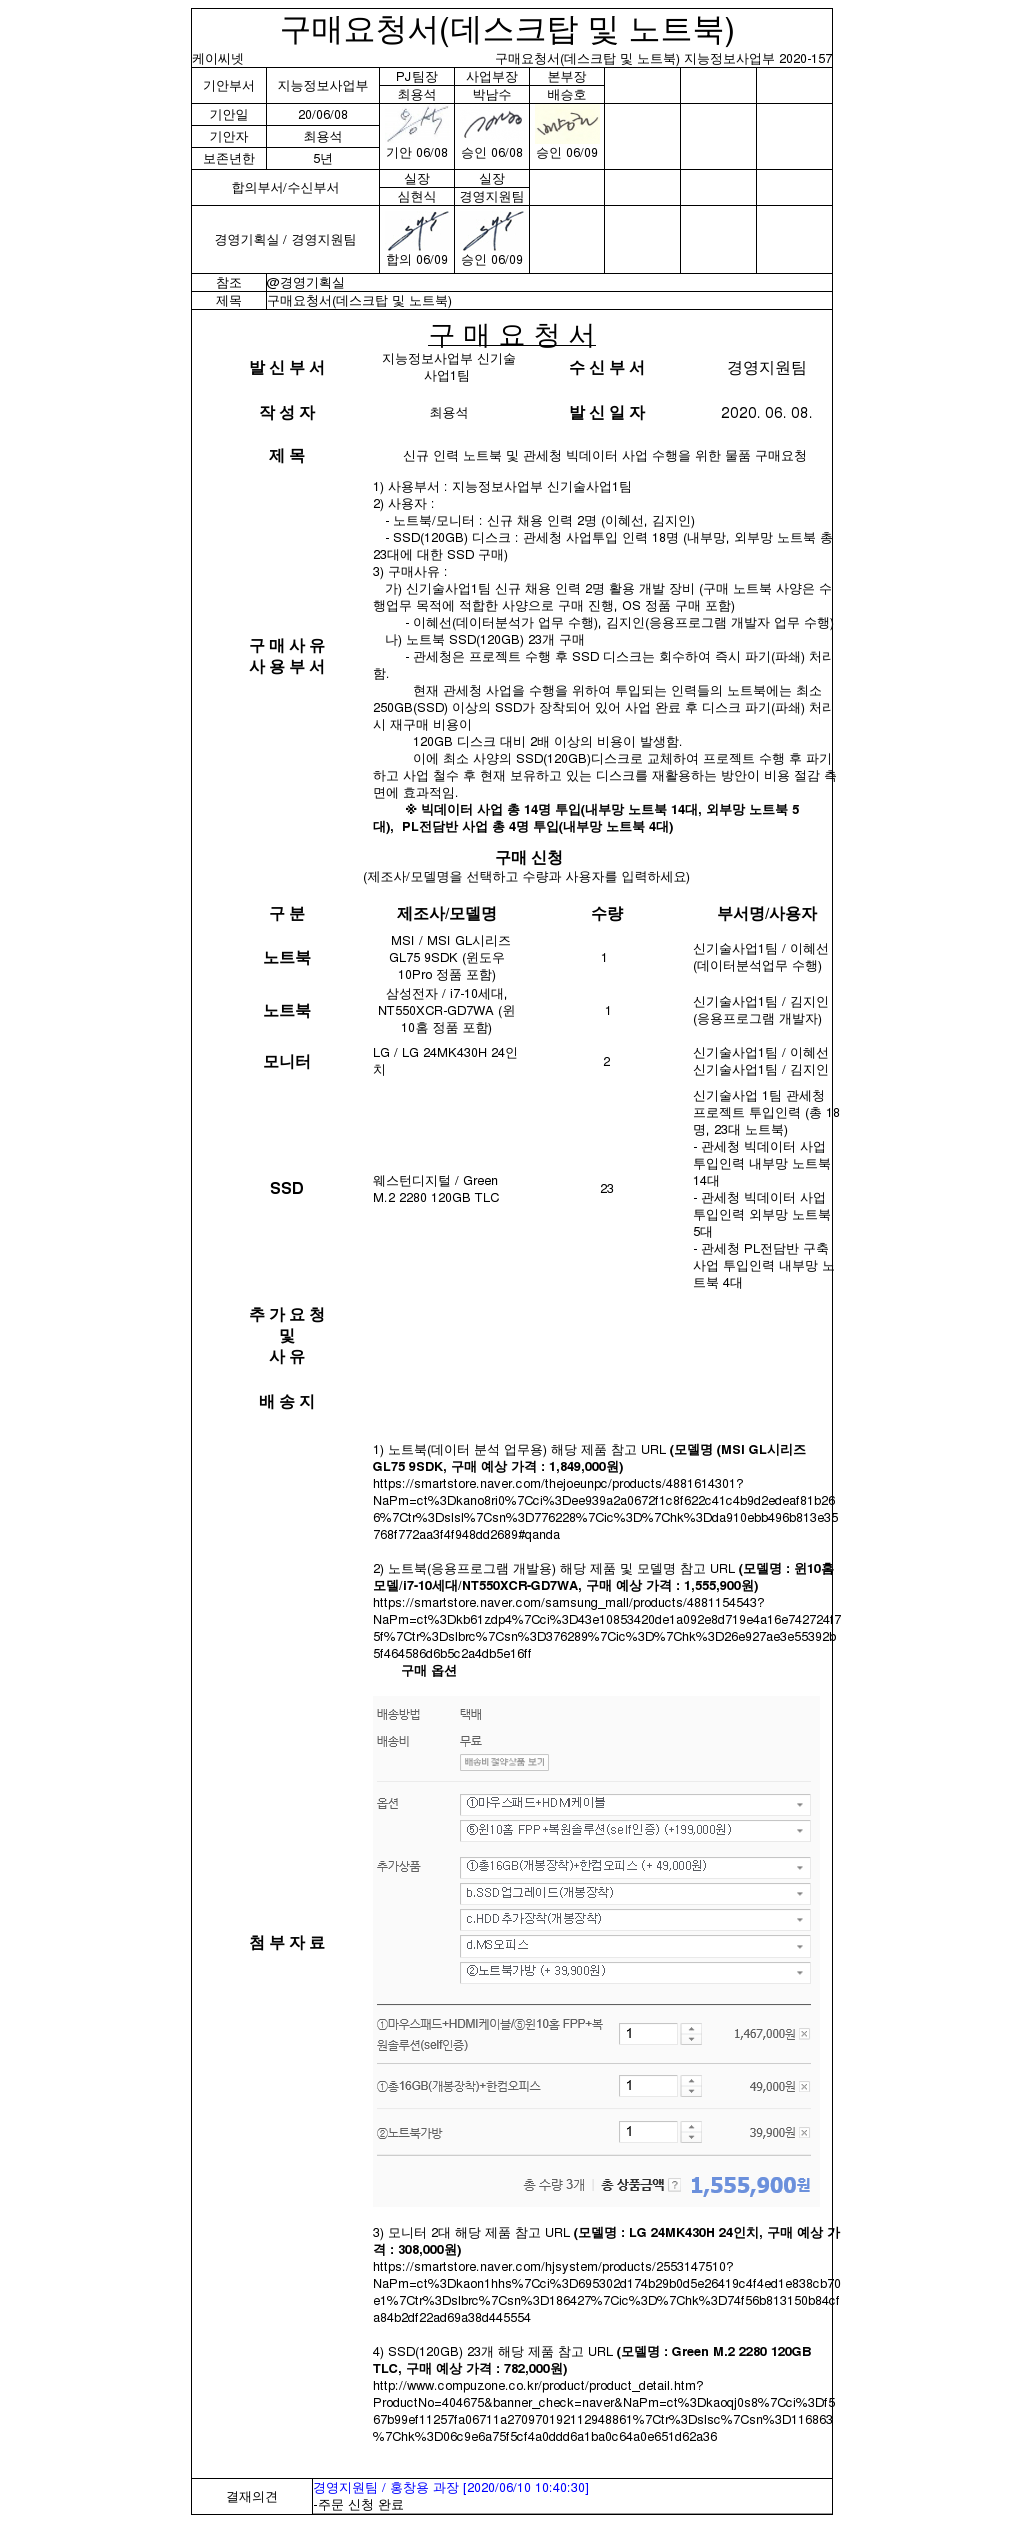 구매요청서(데스크탑 및 노트북)
케이씨넷 구매요청서(데스크탑 및 노트북) 지능정보사업부 2020-157
기안부서 지능정보사업부 PJ팀장 사업부장 본부장
최용석 박남수 배승호
기안일 20/06/08
기안자 최용석
보존년한 5년
기안 06/08 승인 06/08 승인 06/09
합의부서/수신부서 실장 실장
심현식 경영지원팀
경영기획실 / 경영지원팀
합의 06/09 승인 06/09
참조 @경영기획실
제목 구매요청서(데스크탑 및 노트북)
구 매 요 청 서
발 신 부 서 지능정보사업부 신기술
사업1팀
수 신 부 서 경영지원팀
작 성 자 최용석 발 신 일 자 2020. 06. 08.
제 목 신규 인력 노트북 및 관세청 빅데이터 사업 수행을 위한 물품 구매요청
구 매 사 유
사 용 부 서
1) 사용부서 : 지능정보사업부 신기술사업1팀
2) 사용자 :
- 노트북/모니터 : 신규 채용 인력 2명 (이혜선, 김지인)
- SSD(120GB) 디스크 : 관세청 사업투입 인력 18명 (내부망, 외부망 노트북 총
23대에 대한 SSD 구매)
3) 구매사유 :
가) 신기술사업1팀 신규 채용 인력 2명 활용 개발 장비 (구매 노트북 사양은 수
행업무 목적에 적합한 사양으로 구매 진행, OS 정품 구매 포함)
- 이혜선(데이터분석가 업무 수행), 김지인(응용프로그램 개발자 업무 수행)
나) 노트북 SSD(120GB) 23개 구매
- 관세청은 프로젝트 수행 후 SSD 디스크는 회수하여 즉시 파기(파쇄) 처리
함.
현재 관세청 사업을 수행을 위하여 투입되는 인력들의 노트북에는 최소
250GB(SSD) 이상의 SSD가 장착되어 있어 사업 완료 후 디스크 파기(파쇄) 처리
시 재구매 비용이
120GB 디스크 대비 2배 이상의 비용이 발생함.
이에 최소 사양의 SSD(120GB)디스크로 교체하여 프로젝트 수행 후 파기
하고 사업 철수 후 현재 보유하고 있는 디스크를 재활용하는 방안이 비용 절감 측
면에 효과적임.
※ 빅데이터 사업 총 14명 투입(내부망 노트북 14대, 외부망 노트북 5
대), PL전담반 사업 총 4명 투입(내부망 노트북 4대)
구매 신청
(제조사/모델명을 선택하고 수량과 사용자를 입력하세요)
구 분 제조사/모델명 수량 부서명/사용자
노트북
MSI / MSI GL시리즈
GL75 9SDK (윈도우
10Pro 정품 포함)
1
신기술사업1팀 / 이혜선
(데이터분석업무 수행)
노트북
삼성전자 / i7-10세대,
NT550XCR-GD7WA (윈
10홈 정품 포함)
1
신기술사업1팀 / 김지인
(응용프로그램 개발자)
모니터
LG / LG 24MK430H 24인
치
2
신기술사업1팀 / 이혜선
신기술사업1팀 / 김지인
SSD
웨스턴디지털 / Green
M.2 2280 120GB TLC
23
신기술사업 1팀 관세청
프로젝트 투입인력 (총 18
명, 23대 노트북)
- 관세청 빅데이터 사업
투입인력 내부망 노트북
14대
- 관세청 빅데이터 사업
투입인력 외부망 노트북
5대
- 관세청 PL전담반 구축
사업 투입인력 내부망 노
트북 4대
추 가 요 청
및
사 유
배 송 지
첨 부 자 료
1) 노트북(데이터 분석 업무용) 해당 제품 참고 URL (모델명 (MSI GL시리즈
GL75 9SDK, 구매 예상 가격 : 1,849,000원)
https://smartstore.naver.com/thejoeunpc/products/4881614301?
NaPm=ct%3Dkano8ri0%7Cci%3Dee939a2a0672f1c8f622c41c4b9d2edeaf81b26
6%7Ctr%3Dslsl%7Csn%3D776228%7Cic%3D%7Chk%3Dda910ebb496b813e35
768f772aa3f4f948dd2689#qanda
2) 노트북(응용프로그램 개발용) 해당 제품 및 모델명 참고 URL (모델명 : 윈10홈
모델/i7-10세대/NT550XCR-GD7WA, 구매 예상 가격 : 1,555,900원)
https://smartstore.naver.com/samsung_mall/products/4881154543?
NaPm=ct%3Dkb61zdp4%7Cci%3D43e10853420de1a092e8d719e4a16e742724f7
5f%7Ctr%3Dslbrc%7Csn%3D376289%7Cic%3D%7Chk%3D26e927ae3e55392b
5f464586d6b5c2a4db5e16ff
구매 옵션
배송방법 택배
배송비 무료
배송비 절약상품 보기
옵션 ①마우스패드+HDMI케이블
⑤윈10홈 FPP+복원솔루션(self인증) (+199,000원)
추가상품 ①총16GB(개봉장착)+한컴오피스 (+ 49,000원)
b.SSD업그레이드(개봉장착)
c.HDD추가장착(개봉장착)
d.MS오피스
②노트북가방 (+ 39,900원)
①마우스패드+HDMI케이블/⑤윈10홈 FPP+복
원솔루션(self인증)
1 1,467,000원
①총16GB(개봉장착)+한컴오피스 1 49,000원
②노트북가방 1 39,900원
총 수량 3개 총 상품금액 ? 1,555,900원
3) 모니터 2대 해당 제품 참고 URL (모델명 : LG 24MK430H 24인치, 구매 예상 가
격 : 308,000원)
https://smartstore.naver.com/hjsystem/products/2553147510?
NaPm=ct%3Dkaon1hhs%7Cci%3D695302d174b29b0d5e26419c4f4ed1e838cb70
e1%7Ctr%3Dslbrc%7Csn%3D186427%7Cic%3D%7Chk%3D74f56b813150b84cf
a84b2df22ad69a38d445554
4) SSD(120GB) 23개 해당 제품 참고 URL (모델명 : Green M.2 2280 120GB
TLC, 구매 예상 가격 : 782,000원)
http://www.compuzone.co.kr/product/product_detail.htm?
ProductNo=404675&banner_check=naver&NaPm=ct%3Dkaoqj0s8%7Cci%3Df5
67b99ef11257fa06711a270970192112948861%7Ctr%3Dslsc%7Csn%3D116863
%7Chk%3D06c9e6a75f5cf4a0ddd6a1ba0c64a0e651d62a36
결재의견
경영지원팀 / 홍창용 과장 [2020/06/10 10:40:30]
-주문 신청 완료